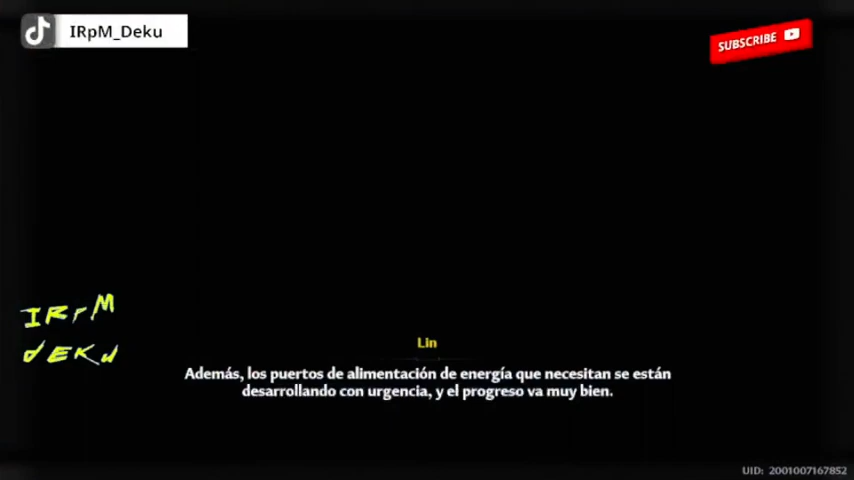 IRpM_Deku
SUBSCRIBE
IRPM
dEKU
Lin
Además, los puertos de alimentación de energía que necesitan se están
desarrollando con urgencia, y el progreso va muy bien.
UID: 2001007167852